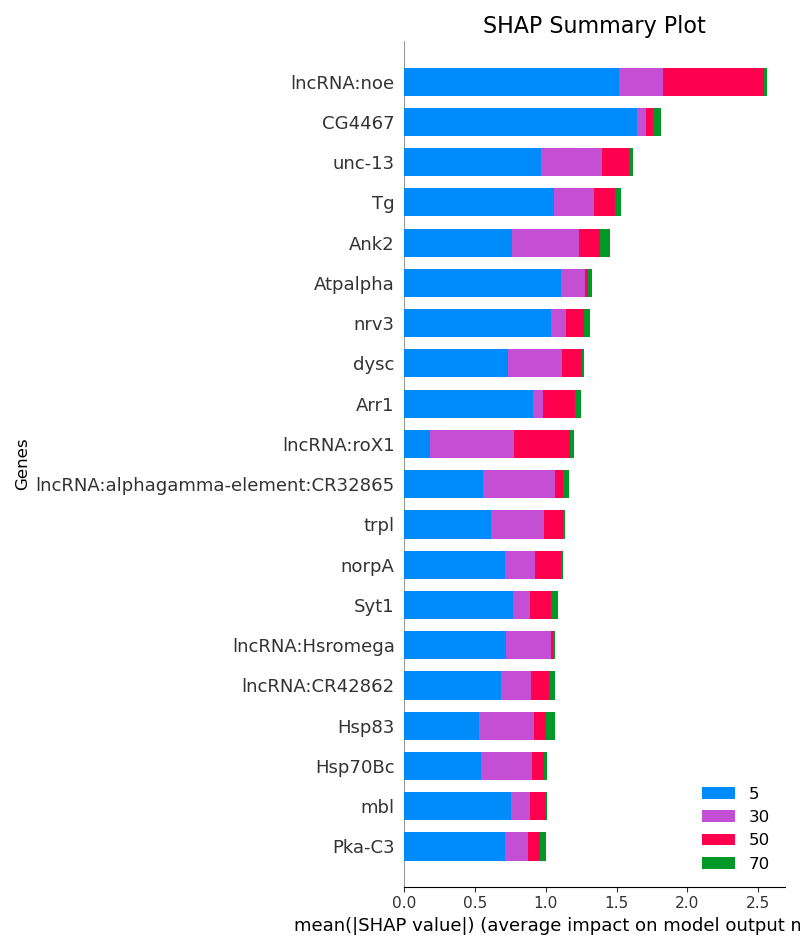 SHAP Summary Plot
lncRNA:noe
CG4467
unc-13
Tg
Ank2
Atpalpha
nrv3
dysc
Arr1
lncRNA:roX1
lncRNA:alphagamma-element:CR32865
trpl
norpA
Syt1
lncRNA:Hsromega
lncRNA:CR42862
Hsp83
Hsp70Bc
mbl
Pka-C3
Genes
5
30
50
70
0.0 0.5 1.0 1.5 2.0 2.5
mean(|SHAP value|) (average impact on model output